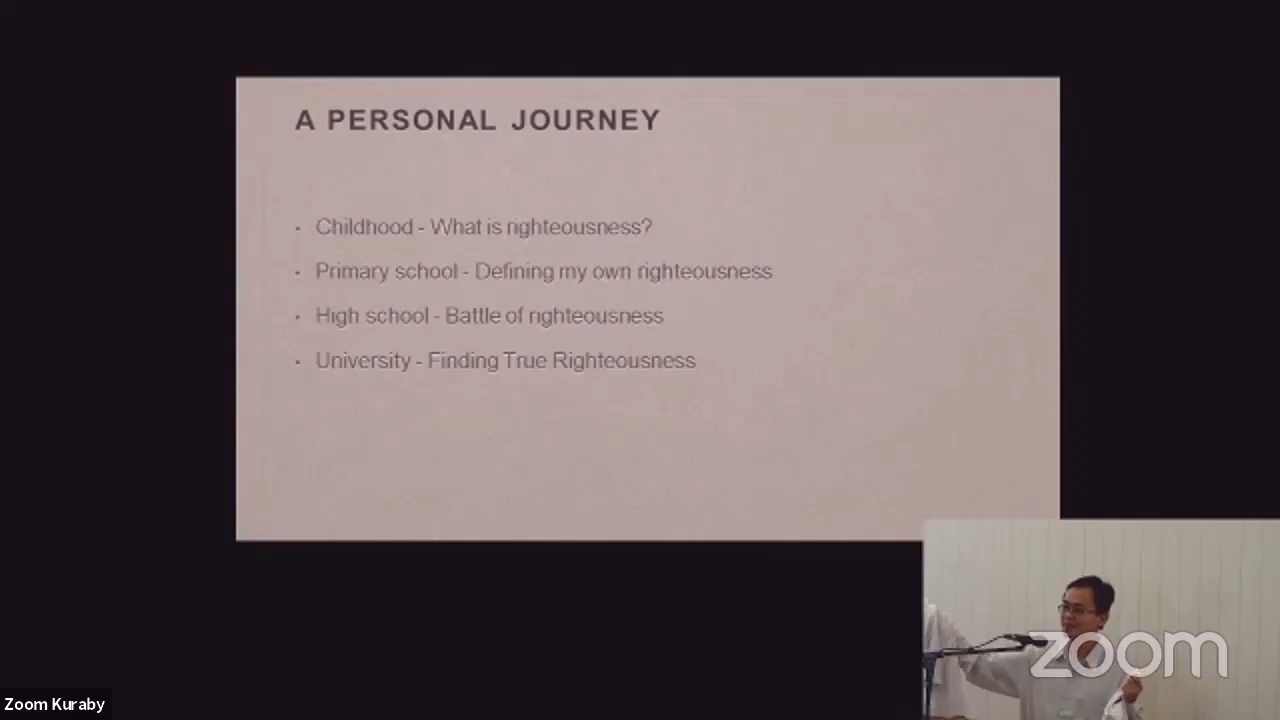 A PERSONAL JOURNEY
• Childhood - What is righteousness?
• Primary school - Defining my own righteousness
• High school - Battle of righteousness
• University - Finding True Righteousness
zoom
Zoom Kuraby